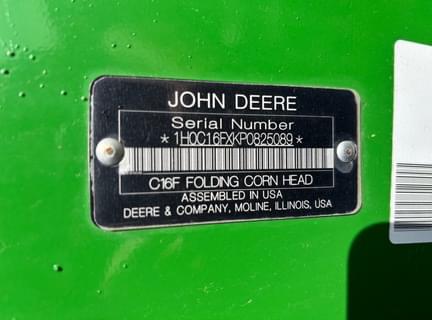 JOHN DEERE
Serial Number
*1H0C16FXKP0825089*
C16F FOLDING CORN HEAD
ASSEMBLED IN USA
DEERE & COMPANY, MOLINE, ILLINOIS, USA